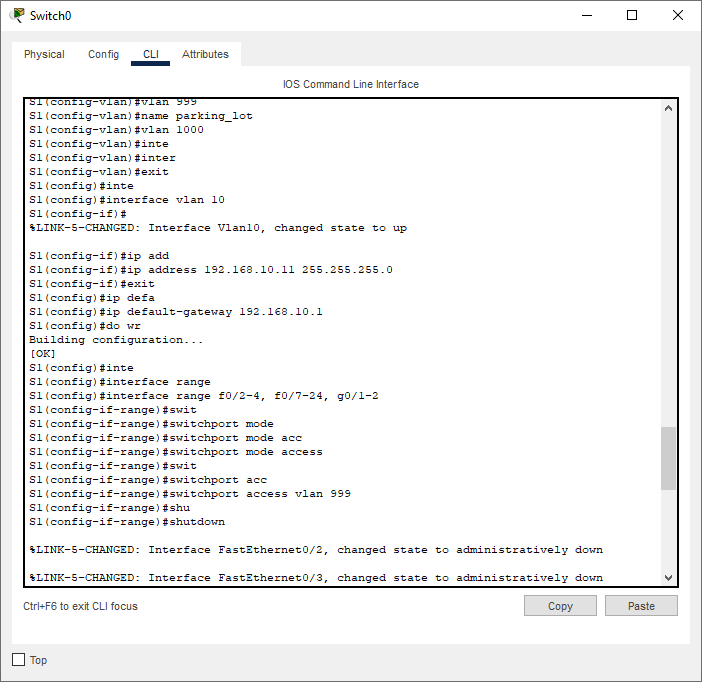 Switch0
Physical Config CLI Attributes
IOS Command Line Interface
S1(config-vlan)#vlan 999
S1(config-vlan)#name parking_lot
S1(config-vlan)#vlan 1000
S1(config-vlan)#inte
S1(config-vlan)#inter
S1(config-vlan)#exit
S1(config)#inte
S1(config)#interface vlan 10
S1(config-if)#
%LINK-5-CHANGED: Interface Vlan10, changed state to up
S1(config-if)#ip add
S1(config-if)#ip address 192.168.10.11 255.255.255.0
S1(config-if)#exit
S1(config)#ip defa
S1(config)#ip default-gateway 192.168.10.1
S1(config)#do wr
Building configuration...
[OK]
S1(config)#inte
S1(config)#interface range
S1(config)#interface range f0/2-4, f0/7-24, g0/1-2
S1(config-if-range)#swit
S1(config-if-range)#switchport mode
S1(config-if-range)#switchport mode acc
S1(config-if-range)#switchport mode access
S1(config-if-range)#swit
S1(config-if-range)#switchport acc
S1(config-if-range)#switchport access vlan 999
S1(config-if-range)#shu
S1(config-if-range)#shutdown
%LINK-5-CHANGED: Interface FastEthernet0/2, changed state to administratively down
%LINK-5-CHANGED: Interface FastEthernet0/3, changed state to administratively down
Ctrl+F6 to exit CLI focus
Copy Paste
Top